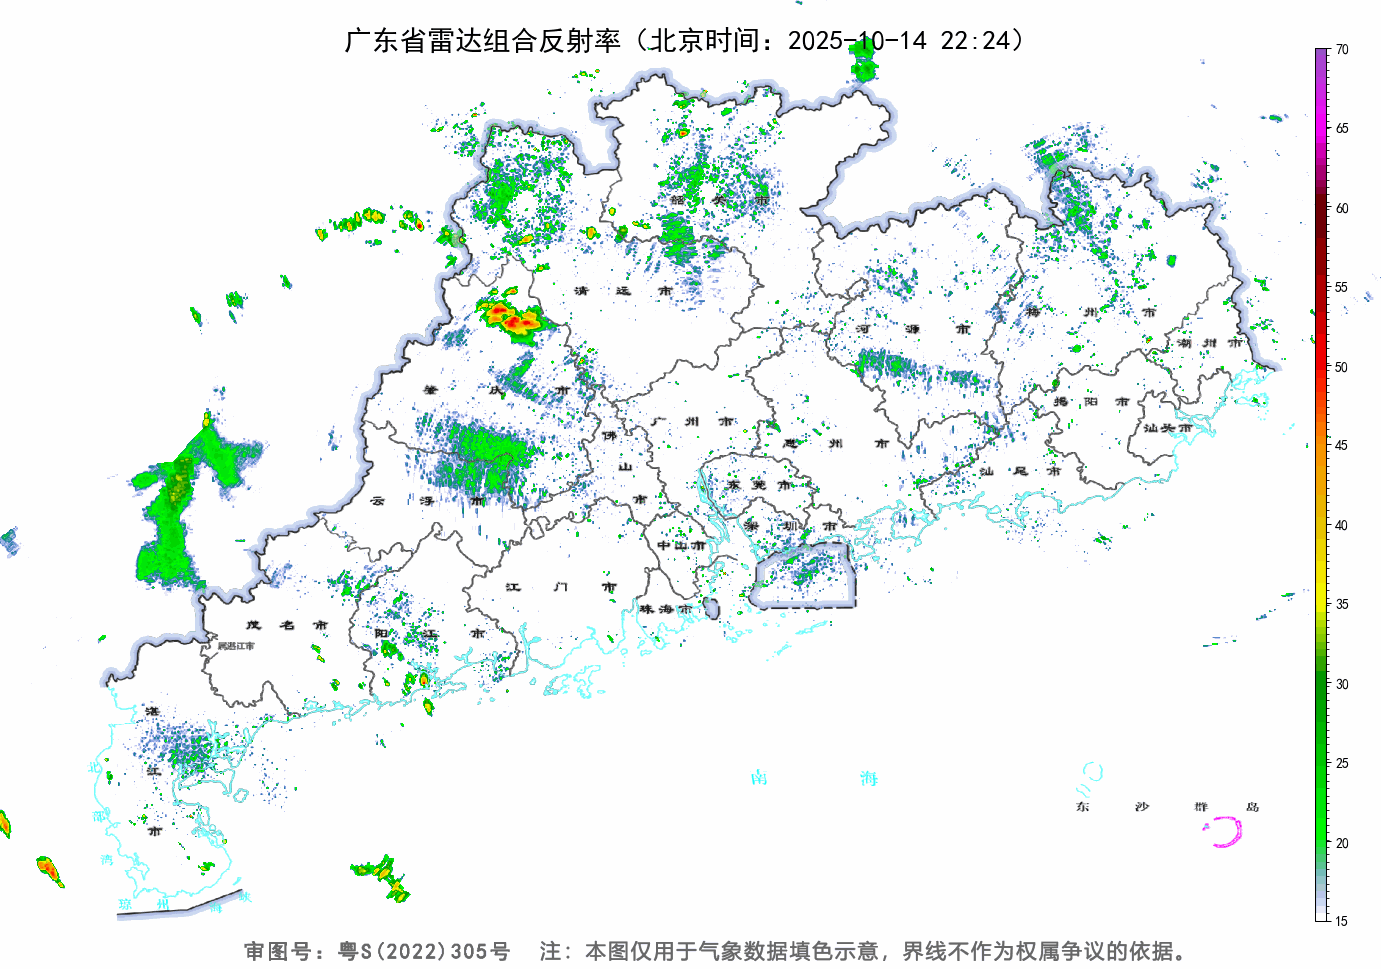 广东省雷达组合反射率（北京时间：2025-10-14 22:24）
70
65
60
55
50
45
40
35
30
25
20
15
韶 关 市
清 远 市
河 源 市
梅 州 市
潮 州 市
肇 庆 市
广 州 市
揭 阳 市
汕头市
佛 山 市
惠 州 市
汕 尾 市
云 浮 市
东 莞 市
深 圳 市
中山市
江 门 市
珠海市
茂 名 市
阳 江 市
属湛江市
湛 江 市
北 部 湾
南 海
东 沙 群 岛
琼 州 海 峡
审图号：粤S(2022)305号 注：本图仅用于气象数据填色示意，界线不作为权属争议的依据。